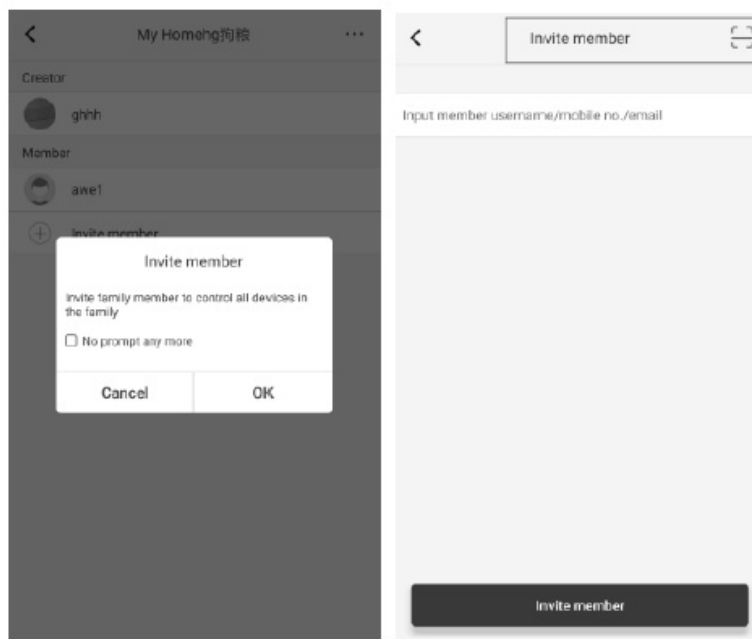 My Homehg狗粮
Creator
ghhh
Member
awe1
Invite member
Invite member
Invite family member to control all devices in
the family
No prompt any more
Cancel
OK
Invite member
Input member username/mobile no./email
Invite member